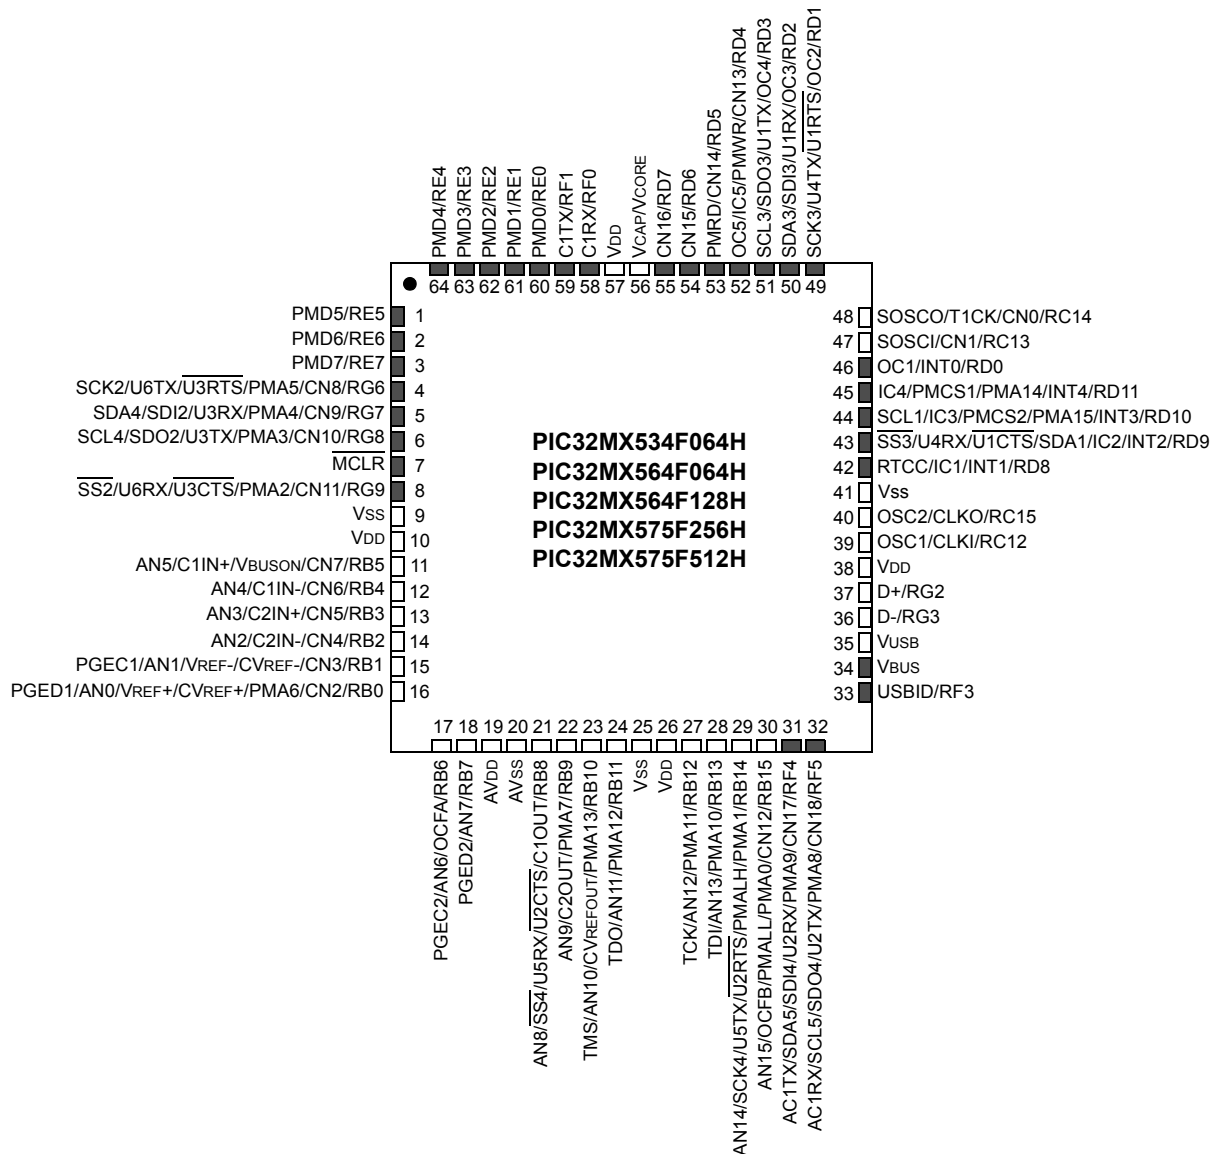 PMD4/RE4
PMD3/RE3
PMD2/RE2
PMD1/RE1
PMD0/RE0
C1TX/RF1
C1RX/RF0
VDD
VCAP/VCORE
CN16/RD7
CN15/RD6
PMRD/CN14/RD5
OC5/IC5/PMWR/CN13/RD4
SCL3/SDO3/U1TX/OC4/RD3
SDA3/SDI3/U1RX/OC3/RD2
SCK3/U4TX/U1RTS/OC2/RD1
64 63 62 61 60 59 58 57 56 55 54 53 52 51 50 49
PMD5/RE5 1
PMD6/RE6 2
PMD7/RE7 3
SCK2/U6TX/U3RTS/PMA5/CN8/RG6 4
SDA4/SDI2/U3RX/PMA4/CN9/RG7 5
SCL4/SDO2/U3TX/PMA3/CN10/RG8 6
MCLR 7
SS2/U6RX/U3CTS/PMA2/CN11/RG9 8
VSS 9
VDD 10
AN5/C1IN+/VBUSON/CN7/RB5 11
AN4/C1IN-/CN6/RB4 12
AN3/C2IN+/CN5/RB3 13
AN2/C2IN-/CN4/RB2 14
PGEC1/AN1/VREF-/CVREF-/CN3/RB1 15
PGED1/AN0/VREF+/CVREF+/PMA6/CN2/RB0 16
PIC32MX534F064H
PIC32MX564F064H
PIC32MX564F128H
PIC32MX575F256H
PIC32MX575F512H
48 SOSCO/T1CK/CN0/RC14
47 SOSCI/CN1/RC13
46 OC1/INT0/RD0
45 IC4/PMCS1/PMA14/INT4/RD11
44 SCL1/IC3/PMCS2/PMA15/INT3/RD10
43 SS3/U4RX/U1CTS/SDA1/IC2/INT2/RD9
42 RTCC/IC1/INT1/RD8
41 Vss
40 OSC2/CLKO/RC15
39 OSC1/CLKI/RC12
38 VDD
37 D+/RG2
36 D-/RG3
35 VUSB
34 VBUS
33 USBID/RF3
17 18 19 20 21 22 23 24 25 26 27 28 29 30 31 32
PGEC2/AN6/OCFA/RB6
PGED2/AN7/RB7
AVDD
AVSS
AN8/SS4/U5RX/U2CTS/C1OUT/RB8
AN9/C2OUT/PMA7/RB9
TMS/AN10/CVREFOUT/PMA13/RB10
TDO/AN11/PMA12/RB11
VSS
VDD
TCK/AN12/PMA11/RB12
TDI/AN13/PMA10/RB13
AN14/SCK4/U5TX/U2RTS/PMALH/PMA1/RB14
AN15/OCFB/PMALL/PMA0/CN12/RB15
AC1TX/SDA5/SDI4/U2RX/PMA9/CN17/RF4
AC1RX/SCL5/SDO4/U2TX/PMA8/CN18/RF5